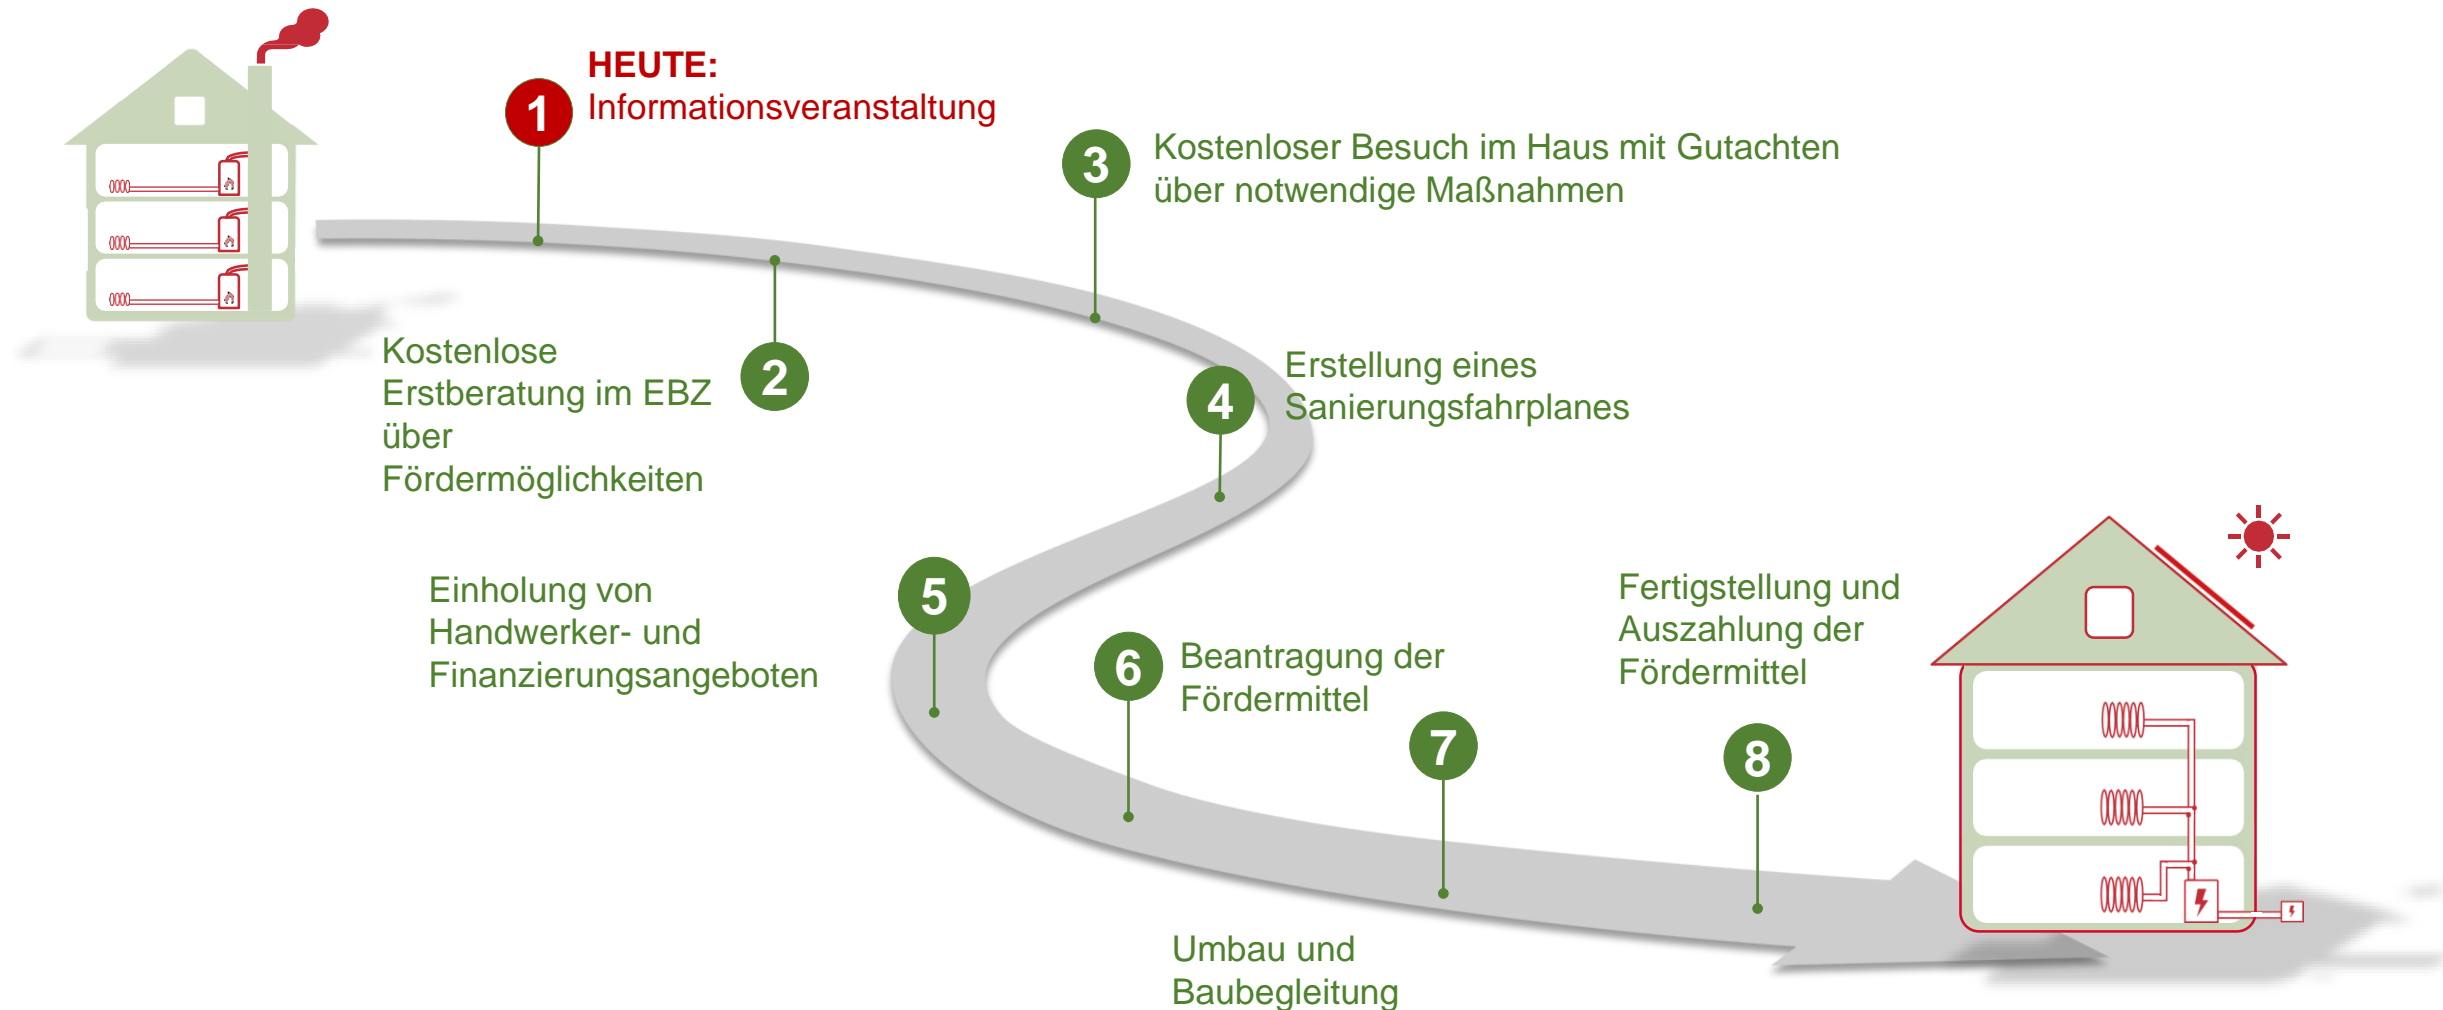 HEUTE:
1
Informationsveranstaltung
2
Kostenlose
Erstberatung im EBZ
über
Fördermöglichkeiten
3
Kostenloser Besuch im Haus mit Gutachten
über notwendige Maßnahmen
4
Erstellung eines
Sanierungsfahrplanes
5
Einholung von
Handwerker- und
Finanzierungsangeboten
6
Beantragung der
Fördermittel
7
Umbau und
Baubegleitung
8
Fertigstellung und
Auszahlung der
Fördermittel